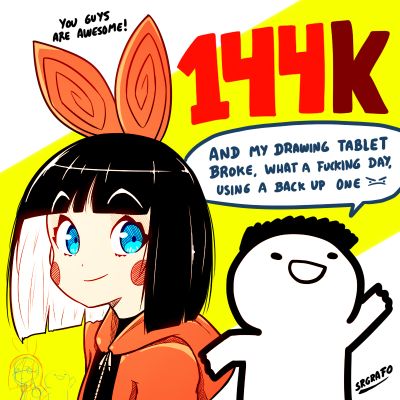 YOU GUYS
ARE AWESOME!
144K
AND MY DRAWING TABLET
BROKE, WHAT A FUCKING DAY,
USING A BACK UP ONE
SRGRAFO